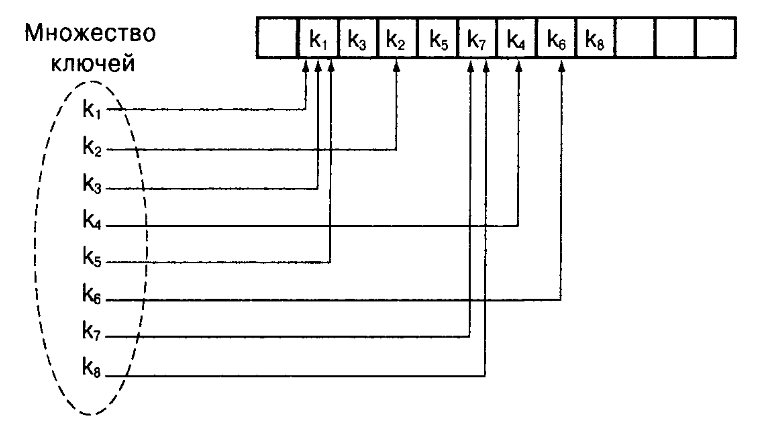 k₁ k₃ k₂ k₅ k₇ k₄ k₆ k₈
Множество
ключей
k₁
k₂
k₃
k₄
k₅
k₆
k₇
k₈